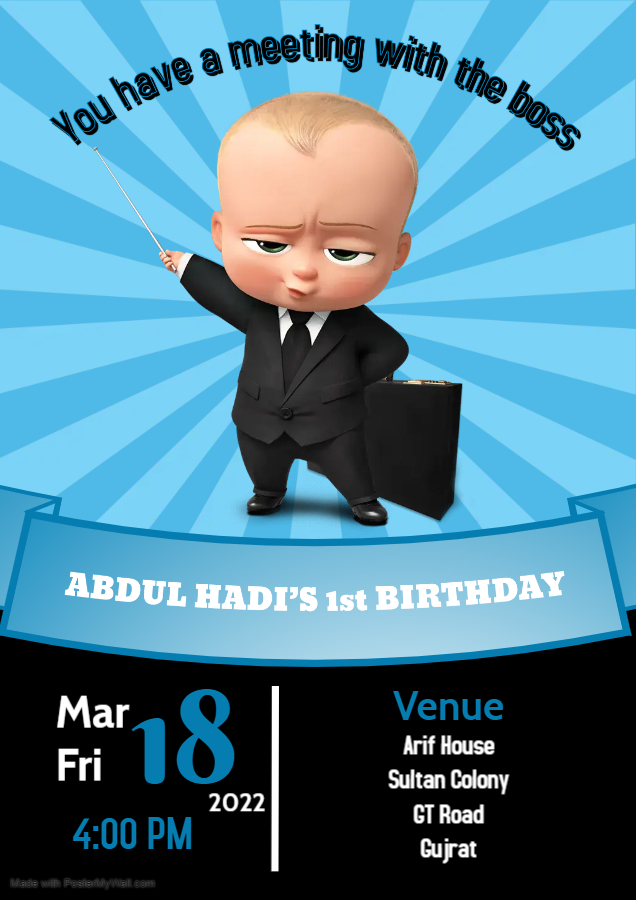 You have a meeting with the boss
ABDUL HADI'S 1st BIRTHDAY
Mar
Fri
18
2022
4:00 PM
Venue
Arif House
Sultan Colony
GT Road
Gujrat
Made with PosterMyWall.com